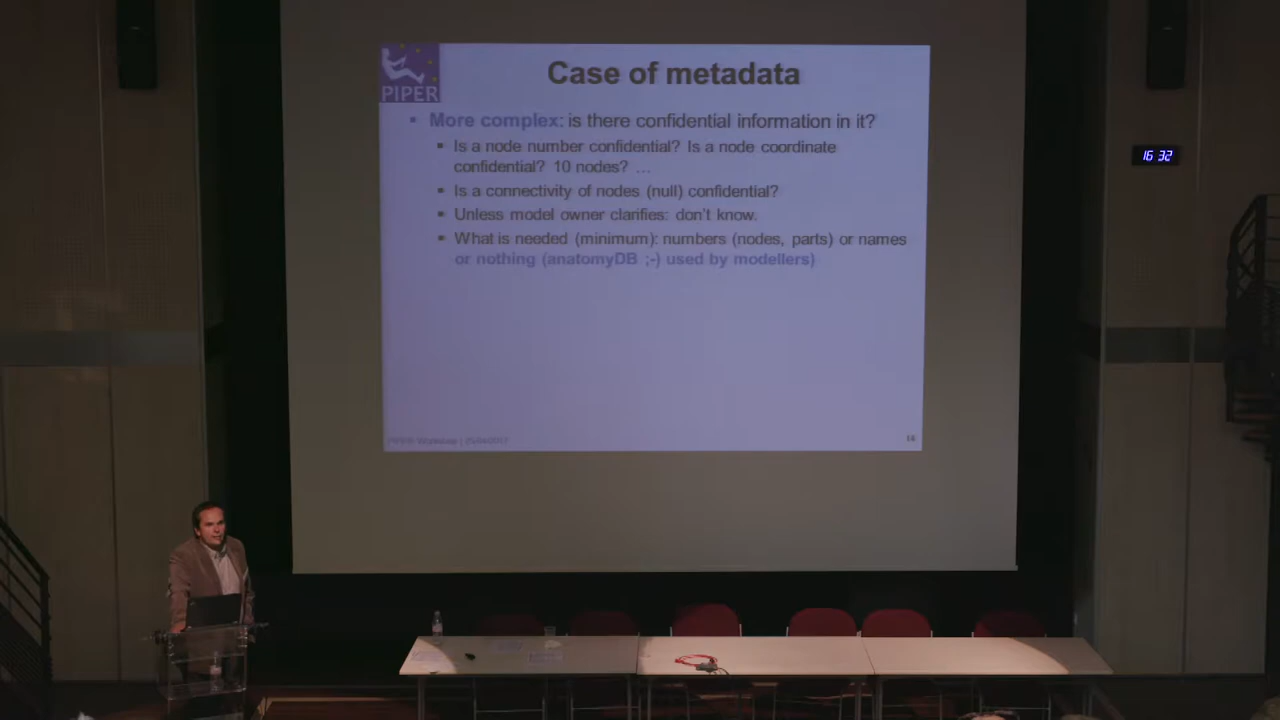 Case of metadata
PIPER
▪ More complex: is there confidential information in it?
▪ Is a node number confidential? Is a node coordinate
confidential? 10 nodes? …
▪ Is a connectivity of nodes (null) confidential?
▪ Unless model owner clarifies: don't know.
▪ What is needed (minimum): numbers (nodes, parts) or names
or nothing (anatomyDB ;-) used by modellers)
16:32